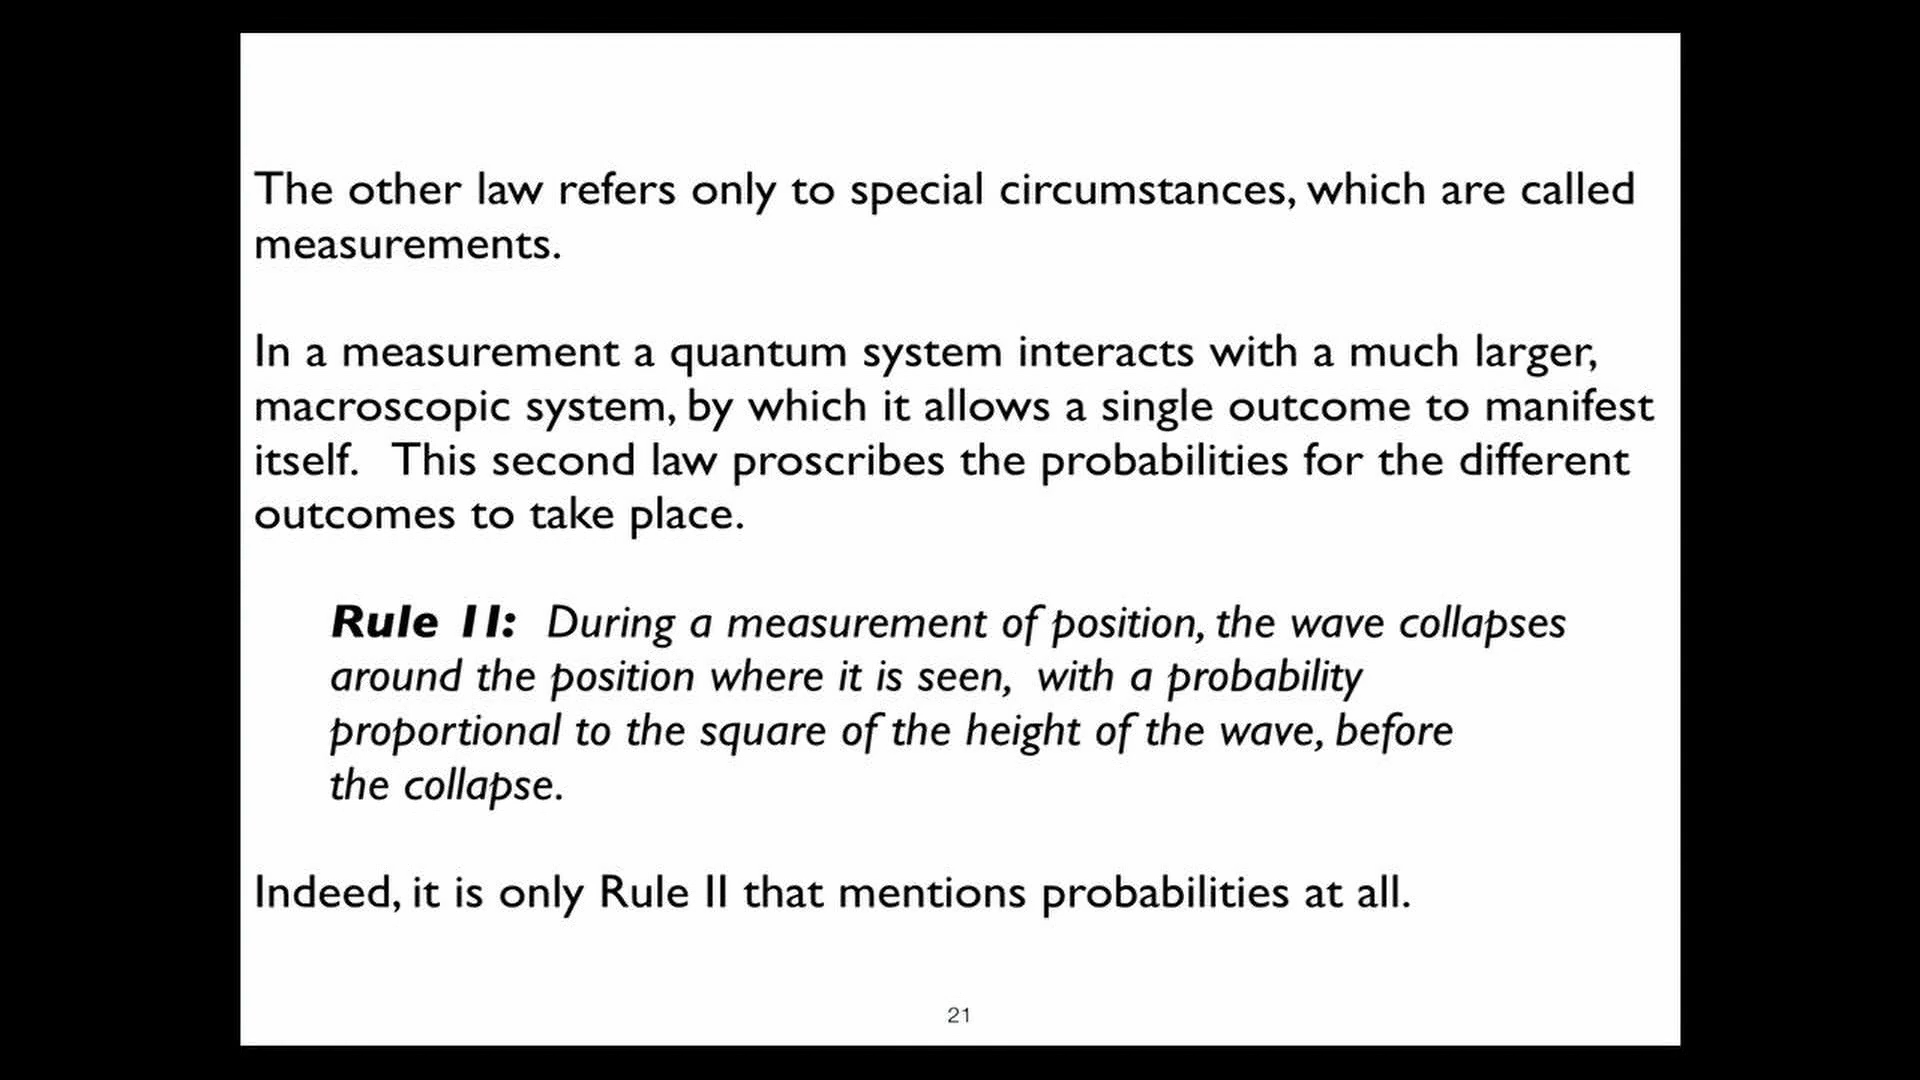 The other law refers only to special circumstances, which are called
measurements.
In a measurement a quantum system interacts with a much larger,
macroscopic system, by which it allows a single outcome to manifest
itself. This second law proscribes the probabilities for the different
outcomes to take place.
Rule 1I: During a measurement of position, the wave collapses
around the position where it is seen, with a probability
proportional to the square of the height of the wave, before
the collapse.
Indeed, it is only Rule II that mentions probabilities at all.
21